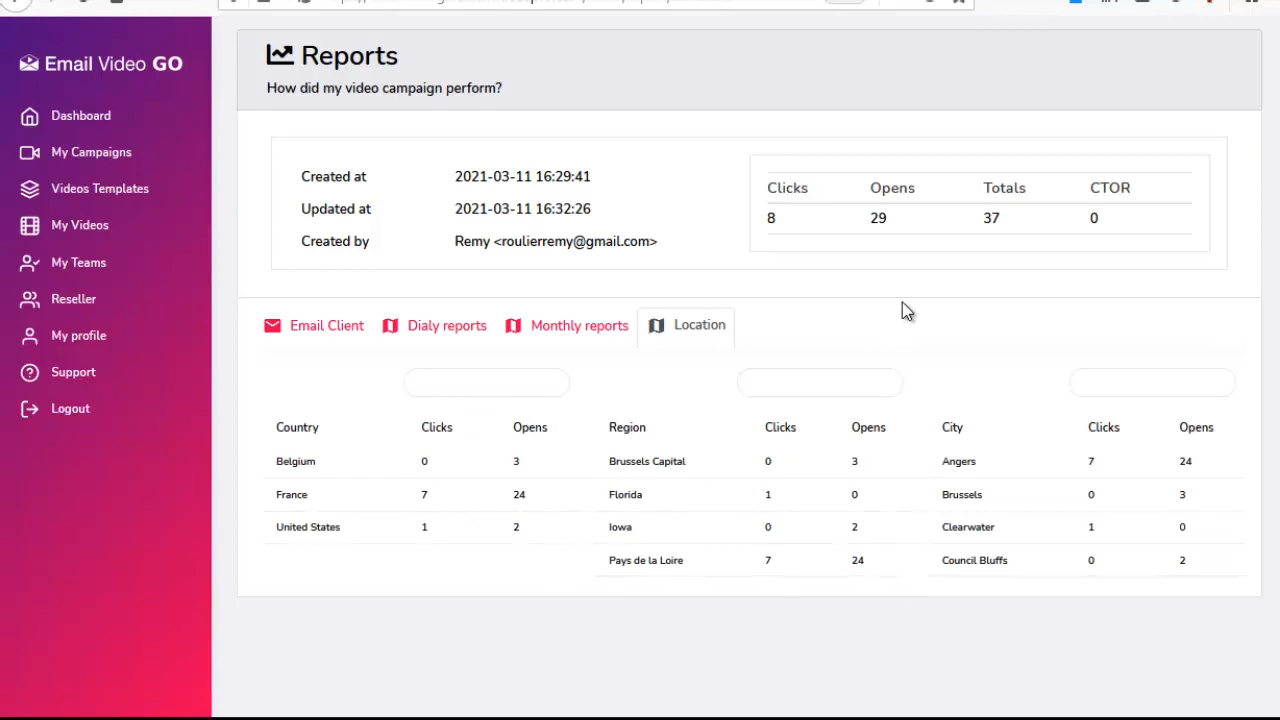 Email Video GO
Dashboard
My Campaigns
Videos Templates
My Videos
My Teams
Reseller
My profile
Support
Logout
Reports
How did my video campaign perform?
Created at 2021-03-11 16:29:41
Updated at 2021-03-11 16:32:26
Created by Remy <roulierremy@gmail.com>
Clicks Opens Totals CTOR
8 29 37 0
Email Client Dialy reports Monthly reports Location
Country Clicks Opens Region Clicks Opens City Clicks Opens
Belgium 0 3 Brussels Capital 0 3 Angers 7 24
France 7 24 Florida 1 0 Brussels 0 3
United States 1 2 Iowa 0 2 Clearwater 1 0
Pays de la Loire 7 24 Council Bluffs 0 2